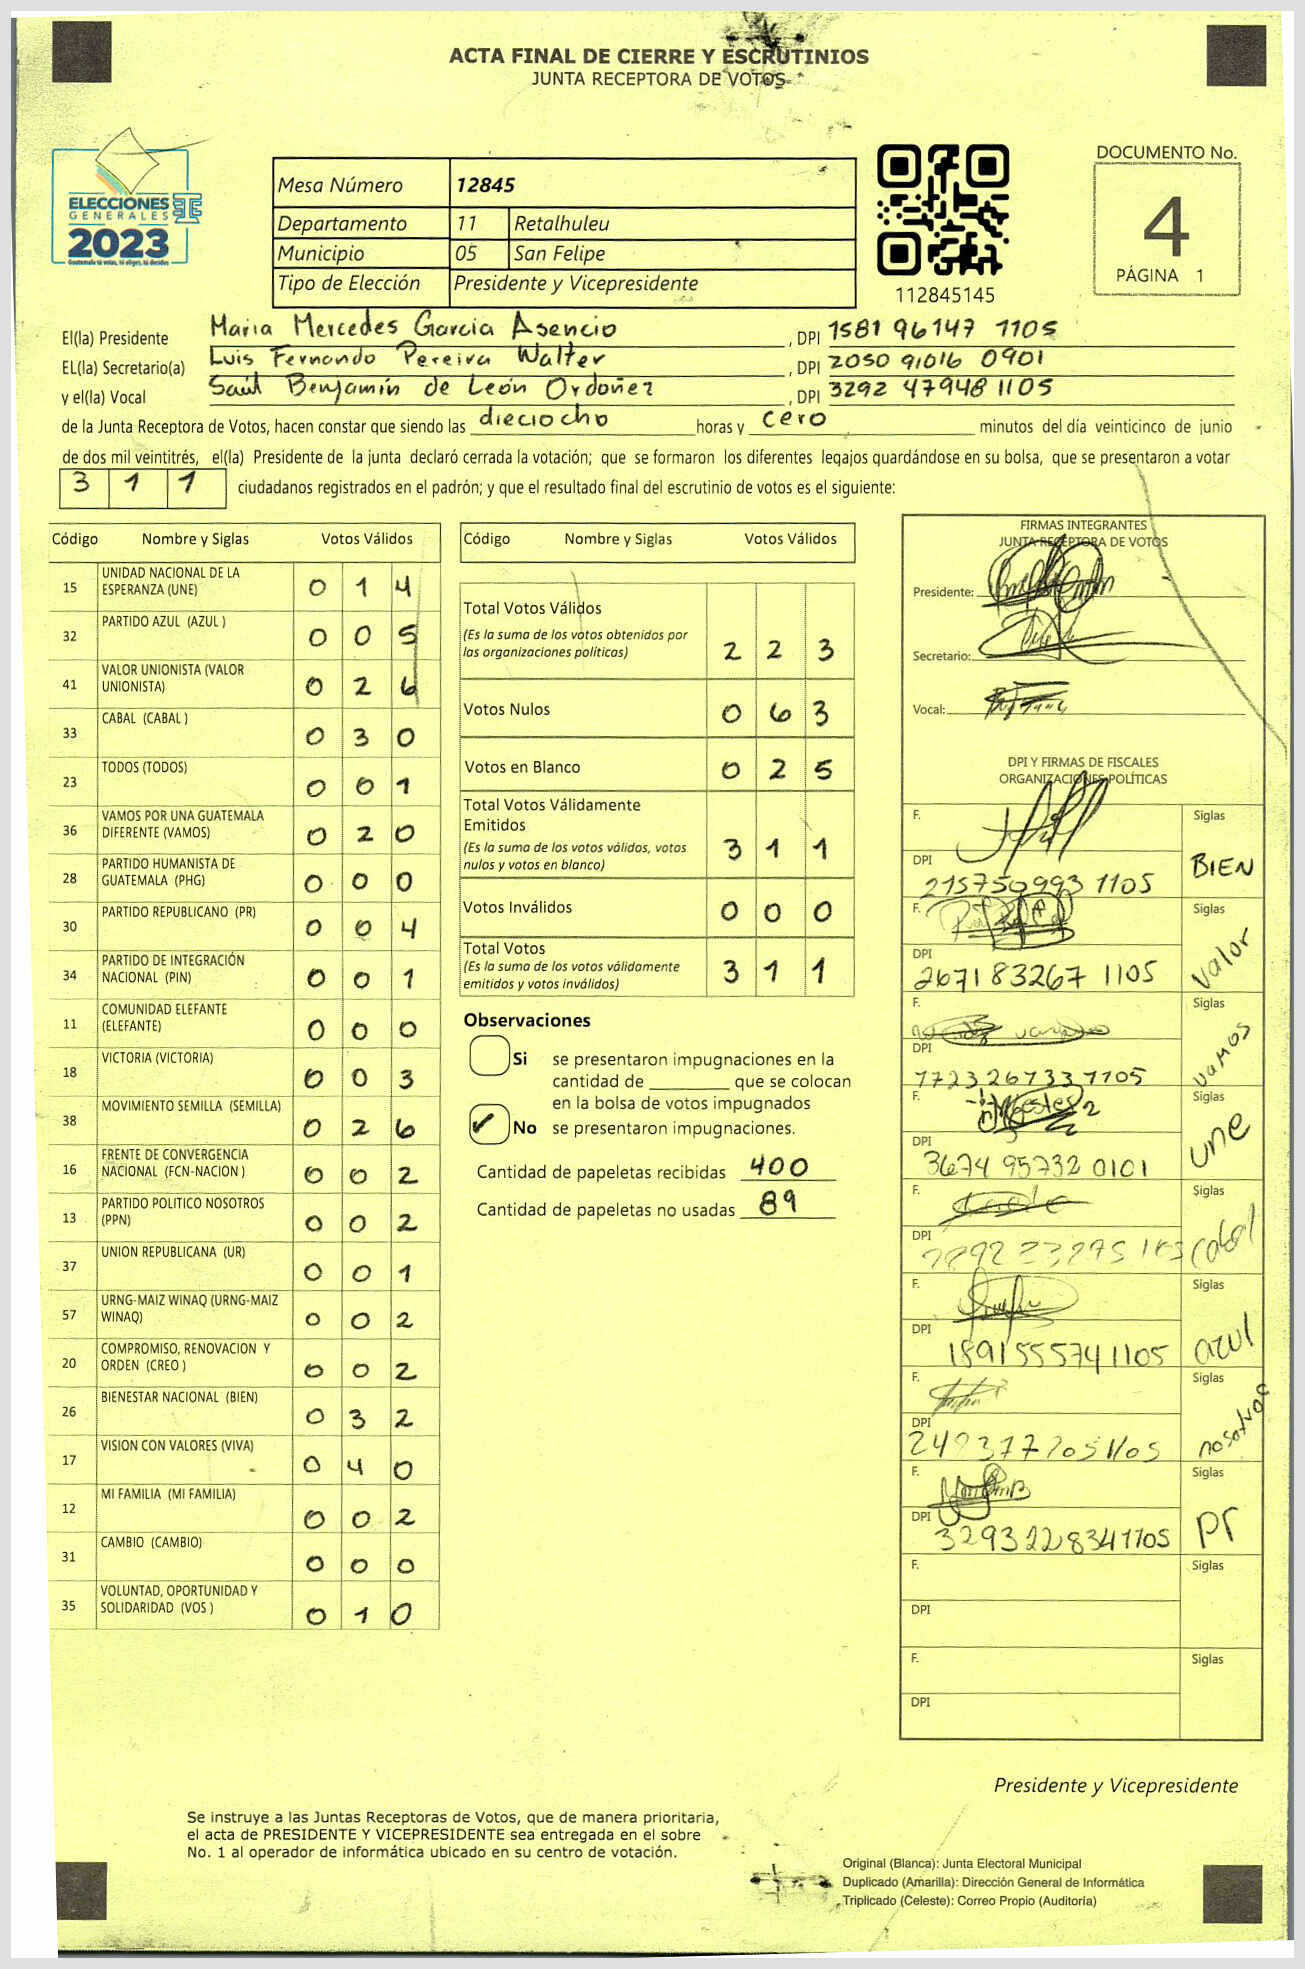 ACTA FINAL DE CIERRE Y ESCRUTINIOS
JUNTA RECEPTORA DE VOTOS
ELECCIONES
GENERALES
2023
Guatemala tú votas, tú eliges, tú decides
Mesa Número 12845
Departamento 11 Retalhuleu
Municipio 05 San Felipe
Tipo de Elección Presidente y Vicepresidente
112845145
DOCUMENTO No.
4
PÁGINA 1
El(la) Presidente Maria Mercedes Garcia Asencio , DPI 1581 96147 1105
EL(la) Secretario(a) Luis Fernando Pereira Walter , DPI 2050 91016 0901
y el(la) Vocal Saúl Benjamín de León Ordoñez , DPI 3292 47948 1105
de la Junta Receptora de Votos, hacen constar que siendo las dieciocho horas y cero minutos del día veinticinco de junio
de dos mil veintitrés, el(la) Presidente de la junta declaró cerrada la votación; que se formaron los diferentes legajos guardándose en su bolsa, que se presentaron a votar
3 1 1 ciudadanos registrados en el padrón; y que el resultado final del escrutinio de votos es el siguiente:
Código Nombre y Siglas Votos Válidos
15 UNIDAD NACIONAL DE LA ESPERANZA (UNE) 0 1 4
32 PARTIDO AZUL (AZUL ) 0 0 5
41 VALOR UNIONISTA (VALOR UNIONISTA) 0 2 6
33 CABAL (CABAL ) 0 3 0
23 TODOS (TODOS) 0 0 1
36 VAMOS POR UNA GUATEMALA DIFERENTE (VAMOS) 0 2 0
28 PARTIDO HUMANISTA DE GUATEMALA (PHG) 0 0 0
30 PARTIDO REPUBLICANO (PR) 0 0 4
34 PARTIDO DE INTEGRACIÓN NACIONAL (PIN) 0 0 1
11 COMUNIDAD ELEFANTE (ELEFANTE) 0 0 0
18 VICTORIA (VICTORIA) 0 0 3
38 MOVIMIENTO SEMILLA (SEMILLA) 0 2 6
16 FRENTE DE CONVERGENCIA NACIONAL (FCN-NACION ) 0 0 2
13 PARTIDO POLITICO NOSOTROS (PPN) 0 0 2
37 UNION REPUBLICANA (UR) 0 0 1
57 URNG-MAIZ WINAQ (URNG-MAIZ WINAQ) 0 0 2
20 COMPROMISO, RENOVACION Y ORDEN (CREO ) 0 0 2
26 BIENESTAR NACIONAL (BIEN) 0 3 2
17 VISION CON VALORES (VIVA) 0 4 0
12 MI FAMILIA (MI FAMILIA) 0 0 2
31 CAMBIO (CAMBIO) 0 0 0
35 VOLUNTAD, OPORTUNIDAD Y SOLIDARIDAD (VOS ) 0 1 0
Código Nombre y Siglas Votos Válidos
Total Votos Válidos
(Es la suma de los votos obtenidos por
las organizaciones políticas) 2 2 3
Votos Nulos 0 6 3
Votos en Blanco 0 2 5
Total Votos Válidamente
Emitidos
(Es la suma de los votos válidos, votos
nulos y votos en blanco) 3 1 1
Votos Inválidos 0 0 0
Total Votos
(Es la suma de los votos válidamente
emitidos y votos inválidos) 3 1 1
Observaciones
Si se presentaron impugnaciones en la
cantidad de ________ que se colocan
en la bolsa de votos impugnados
No se presentaron impugnaciones.
Cantidad de papeletas recibidas 400
Cantidad de papeletas no usadas 89
FIRMAS INTEGRANTES
JUNTA RECEPTORA DE VOTOS
Presidente:
Secretario:
Vocal:
DPI Y FIRMAS DE FISCALES
ORGANIZACIONES POLÍTICAS
F. Siglas
DPI BIEN
215750993 1105
F. Siglas
DPI valor
2671 83267 1105
F. Siglas
DPI vamos
1723267337105
F. Siglas
DPI une
3674 95732 0101
F. Siglas
DPI cabal
F. Siglas
DPI azul
1891555741105
F. Siglas
DPI nosotros
F. Siglas
DPI pr
3293228341105
F. Siglas
DPI
F. Siglas
DPI
Presidente y Vicepresidente
Se instruye a las Juntas Receptoras de Votos, que de manera prioritaria,
el acta de PRESIDENTE Y VICEPRESIDENTE sea entregada en el sobre
No. 1 al operador de informática ubicado en su centro de votación.
Original (Blanca): Junta Electoral Municipal
Duplicado (Amarilla): Dirección General de Informática
Triplicado (Celeste): Correo Propio (Auditoría)